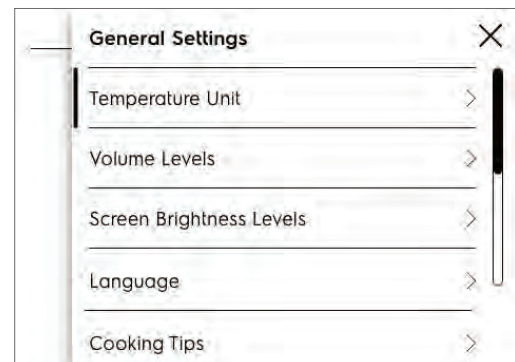 General Settings
Temperature Unit
Volume Levels
Screen Brightness Levels
Language
Cooking Tips